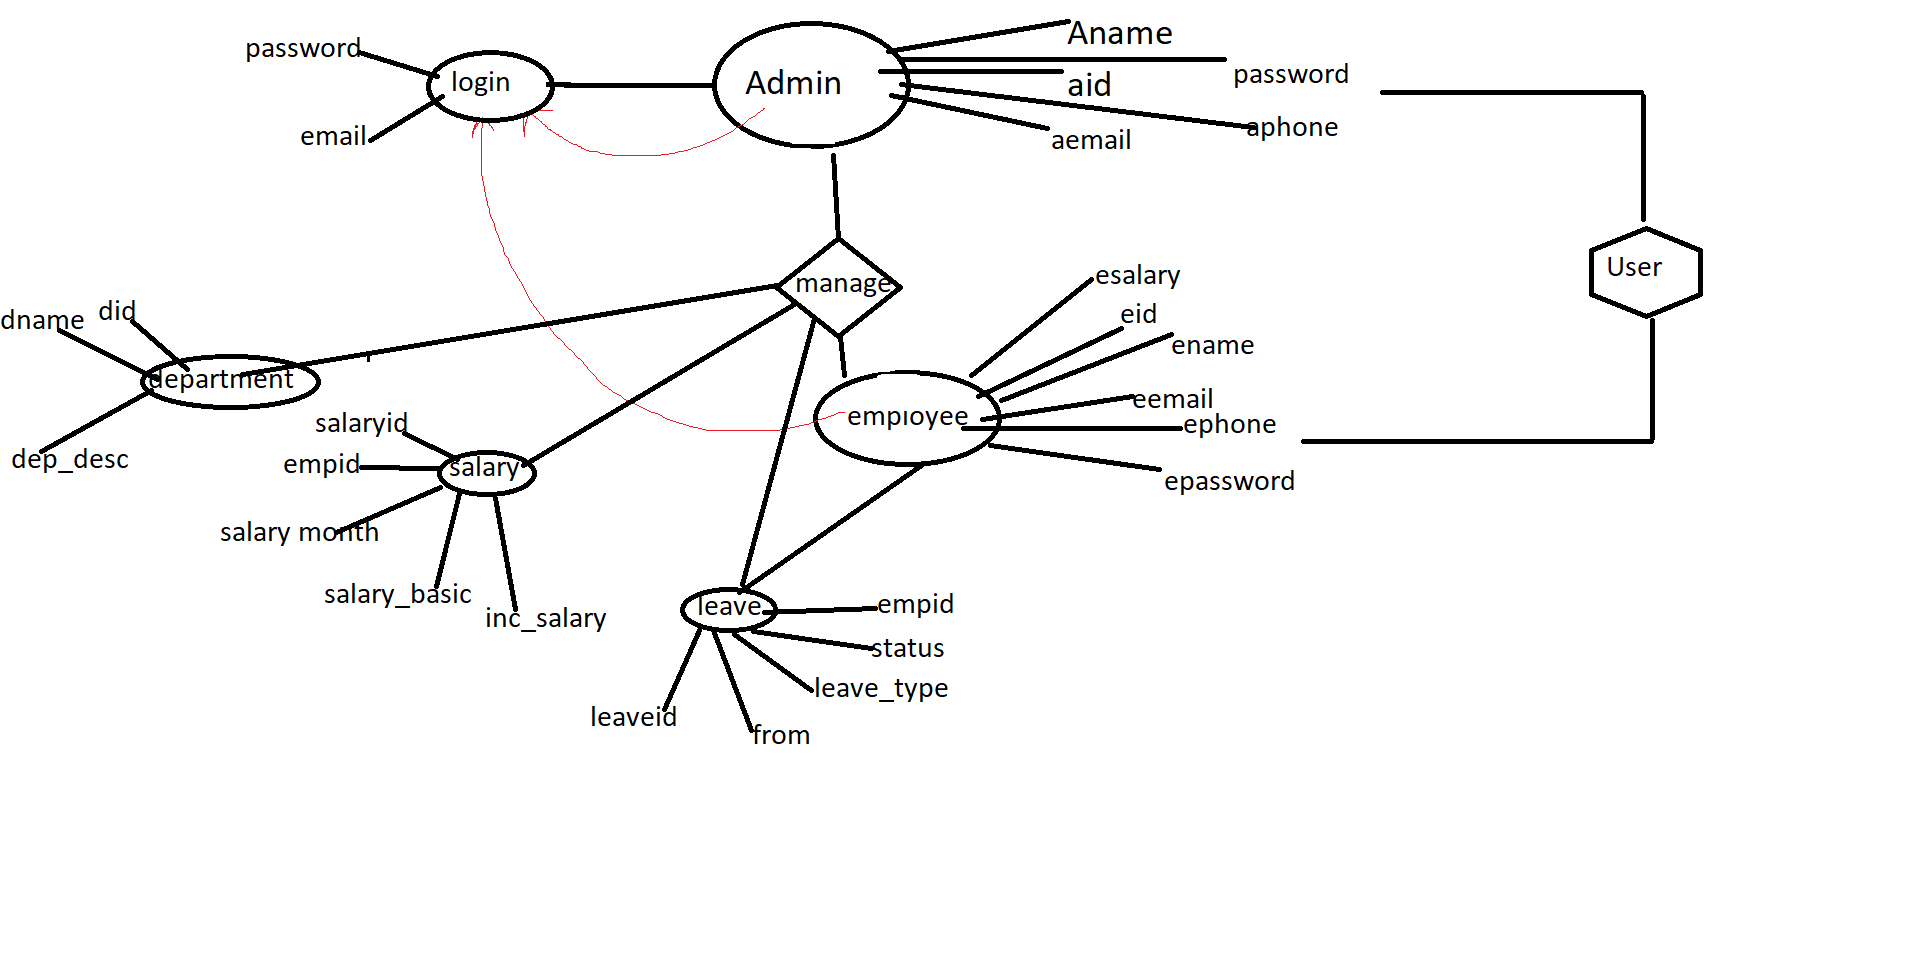 password
login
email
Admin
Aname
password
aid
aphone
aemail
User
manage
esalary
eid
ename
eemail
ephone
employee
epassword
dname
did
department
dep_desc
salaryid
empid
salary
salary month
salary_basic
inc_salary
leave
empid
status
leave_type
leaveid
from